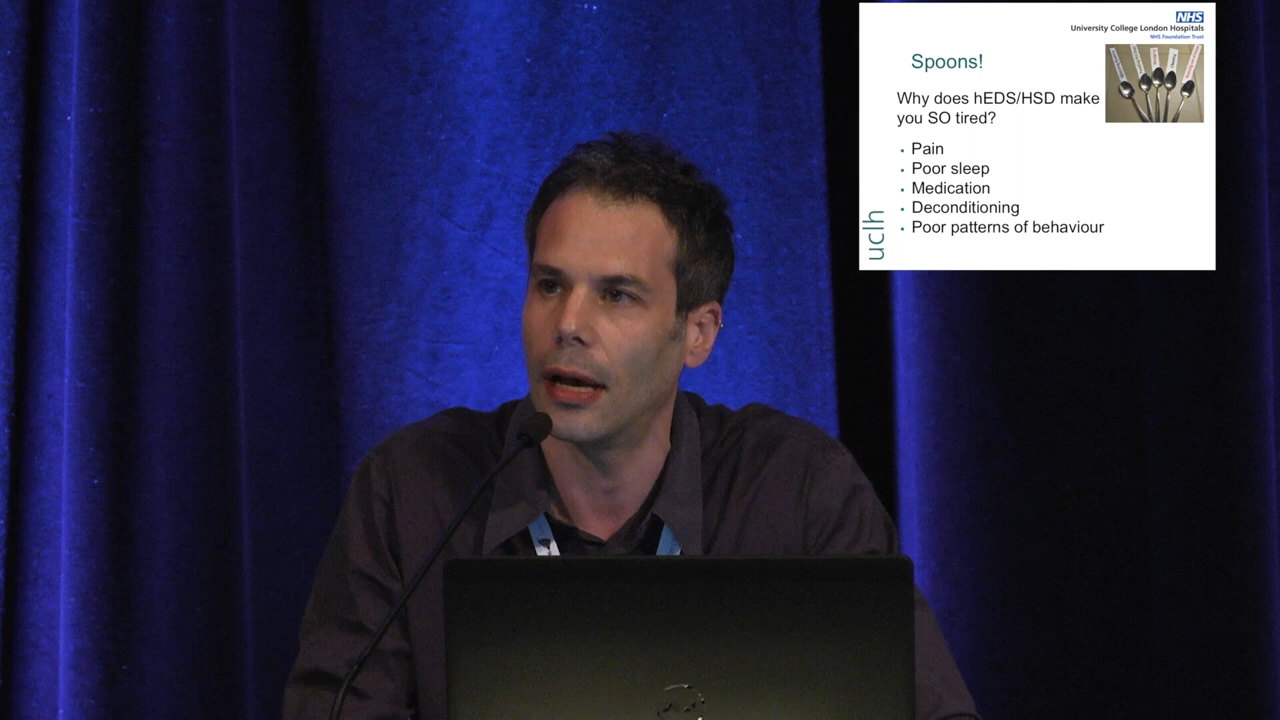 NHS
University College London Hospitals
NHS Foundation Trust
Spoons!
Why does hEDS/HSD make
you SO tired?
Pain
Poor sleep
Medication
Deconditioning
Poor patterns of behaviour
uclh